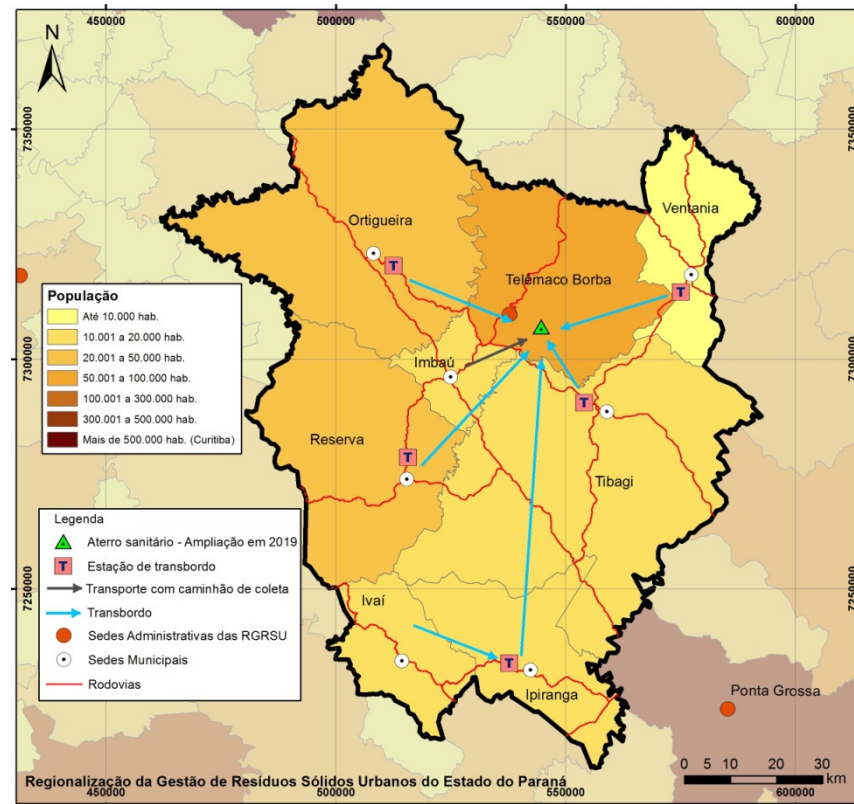 450000 500000 550000 600000
N
7350000 7350000
Ventania
Ortigueira
Telêmaco Borba
T
T
População
Até 10.000 hab.
10.001 a 20.000 hab.
20.001 a 50.000 hab.
50.001 a 100.000 hab.
100.001 a 300.000 hab.
300.001 a 500.000 hab.
Mais de 500.000 hab. (Curitiba)
7300000 7300000
Imbaú
T
Reserva
T
Tibagi
Legenda
Aterro sanitário - Ampliação em 2019
T Estação de transbordo
Transporte com caminhão de coleta
Transbordo
Sedes Administrativas das RGRSU
Sedes Municipais
Rodovias
7250000 7250000
Ivaí
T
Ipiranga
Ponta Grossa
0 5 10 20 30
km
Regionalização da Gestão de Resíduos Sólidos Urbanos do Estado do Paraná
450000 500000 550000 600000